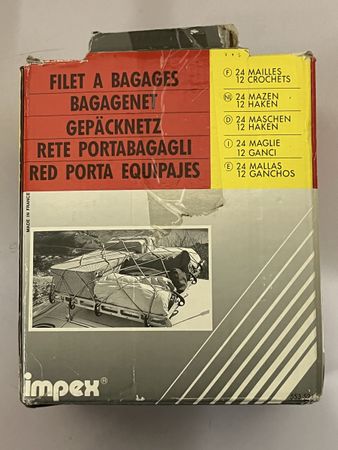 FILET A BAGAGES
BAGAGENET
GEPÄCKNETZ
RETE PORTABAGAGLI
RED PORTA EQUIPAJES
F 24 MAILLES
12 CROCHETS
NL 24 MAZEN
12 HAKEN
D 24 MASCHEN
12 HAKEN
I 24 MAGLIE
12 GANCI
E 24 MALLAS
12 GANCHOS
MADE IN FRANCE
impex®